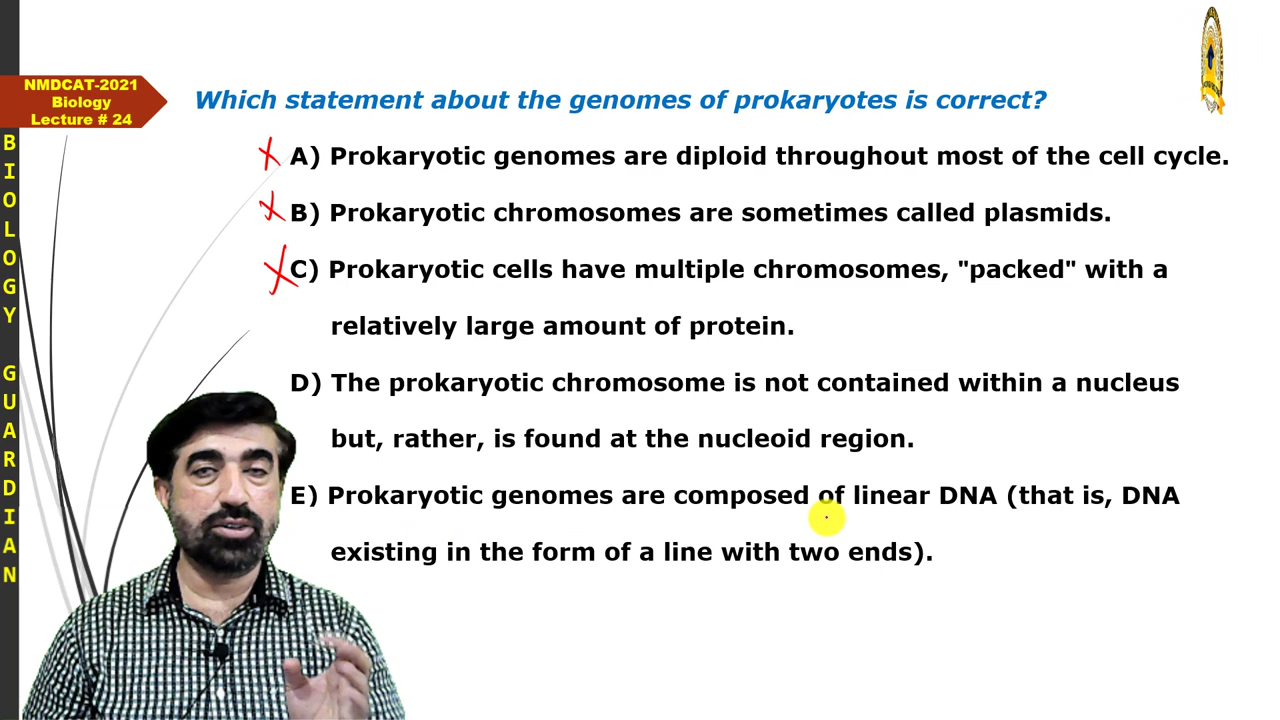 NMDCAT-2021
Biology
Lecture # 24
BIOLOGY GUARDIAN
Which statement about the genomes of prokaryotes is correct?
A) Prokaryotic genomes are diploid throughout most of the cell cycle.
B) Prokaryotic chromosomes are sometimes called plasmids.
C) Prokaryotic cells have multiple chromosomes, "packed" with a
relatively large amount of protein.
D) The prokaryotic chromosome is not contained within a nucleus
but, rather, is found at the nucleoid region.
E) Prokaryotic genomes are composed of linear DNA (that is, DNA
existing in the form of a line with two ends).